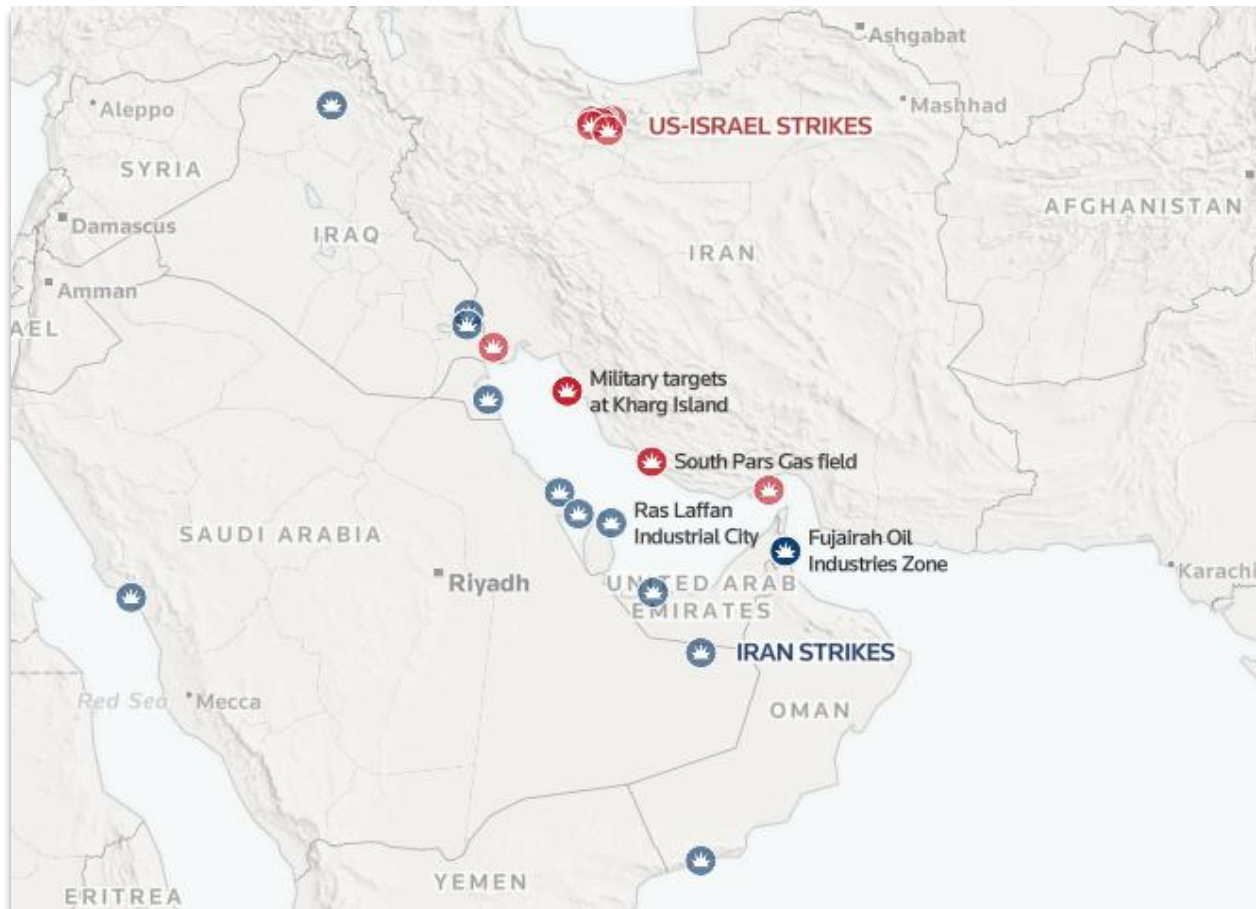 Ashgabat
Aleppo
Mashhad
US-ISRAEL STRIKES
SYRIA
AFGHANISTAN
Damascus
IRAQ
IRAN
Amman
AEL
Military targets
at Kharg Island
South Pars Gas field
Ras Laffan
Industrial City
SAUDI ARABIA
Fujairah Oil
Industries Zone
Riyadh
UNITED ARAB
EMIRATES
Karachi
IRAN STRIKES
Red Sea
Mecca
OMAN
YEMEN
ERITREA